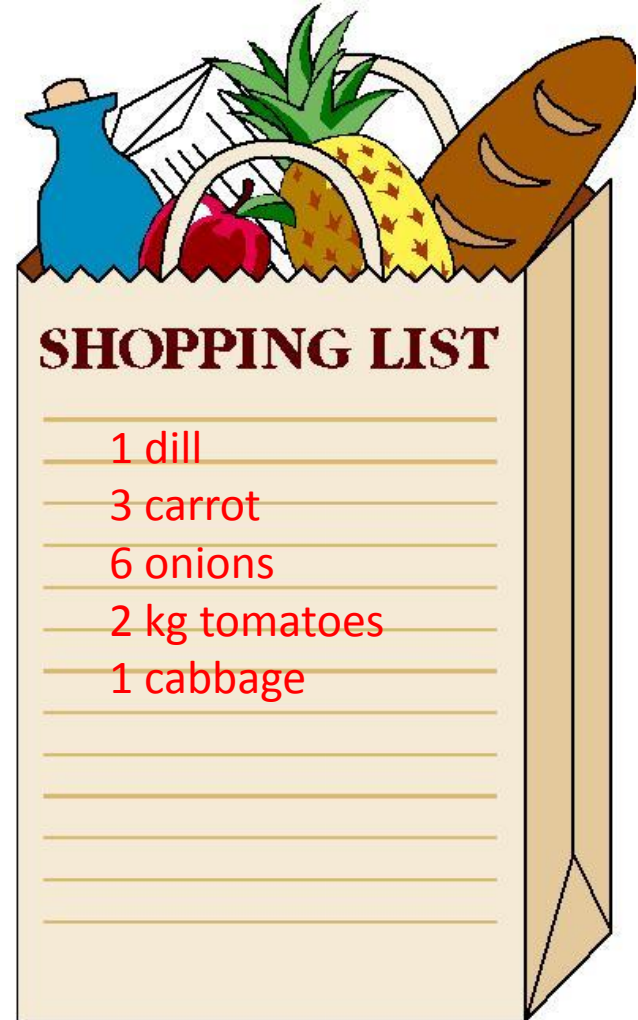 SHOPPING LIST
1 dill
3 carrot
6 onions
2 kg tomatoes
1 cabbage